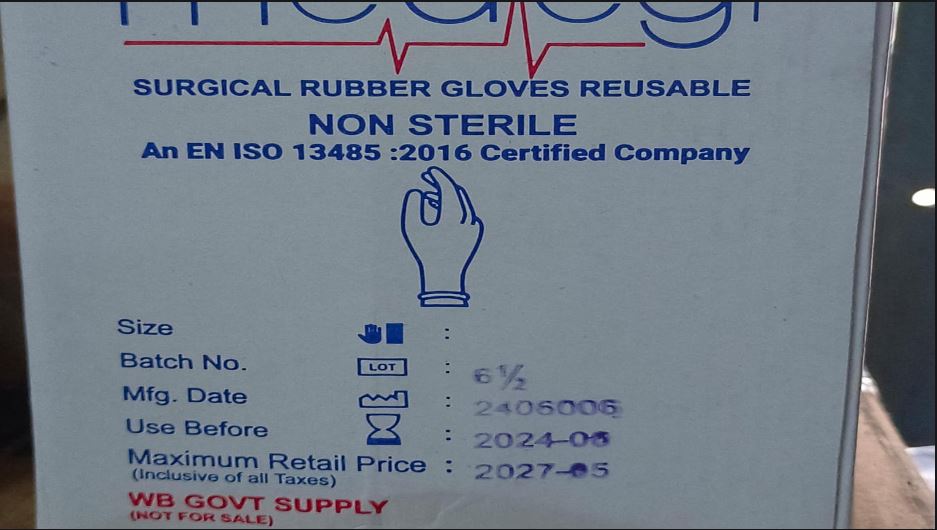 SURGICAL RUBBER GLOVES REUSABLE
NON STERILE
An EN ISO 13485 :2016 Certified Company
Size :
Batch No. LOT : 6½
Mfg. Date : 2406006
Use Before : 2024-06
Maximum Retail Price : 2027-05
(Inclusive of all Taxes)
WB GOVT SUPPLY
(NOT FOR SALE)